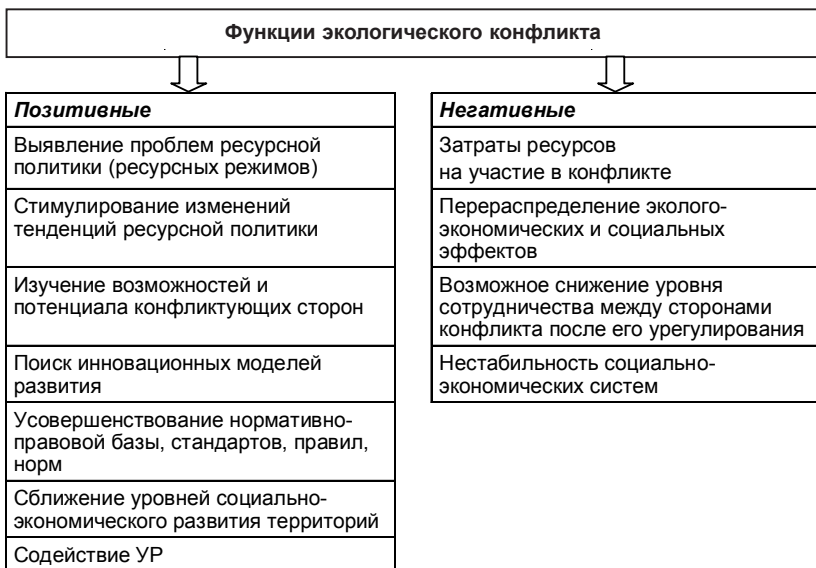 Функции экологического конфликта
Позитивные
Выявление проблем ресурсной
политики (ресурсных режимов)
Стимулирование изменений
тенденций ресурсной политики
Изучение возможностей и
потенциала конфликтующих сторон
Поиск инновационных моделей
развития
Усовершенствование нормативно-
правовой базы, стандартов, правил,
норм
Сближение уровней социально-
экономического развития территорий
Содействие УР
Негативные
Затраты ресурсов
на участие в конфликте
Перераспределение эколого-
экономических и социальных
эффектов
Возможное снижение уровня
сотрудничества между сторонами
конфликта после его урегулирования
Нестабильность социально-
экономических систем